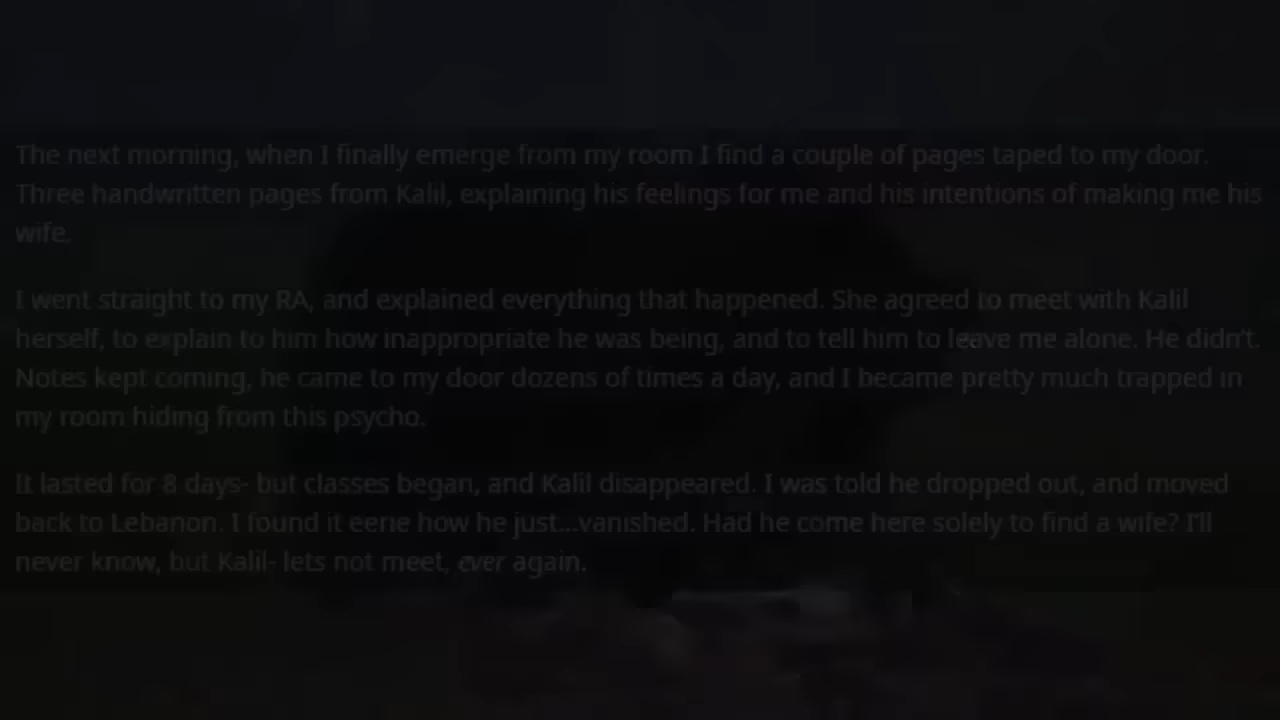 The next morning, when I finally emerge from my room I find a couple of pages taped to my door.
Three handwritten pages from Kalil, explaining his feelings for me and his intentions of making me his
wife.
I went straight to my RA, and explained everything that happened. She agreed to meet with Kalil
herself, to explain to him how inappropriate he was being, and to tell him to leave me alone. He didn't.
Notes kept coming, he came to my door dozens of times a day, and I became pretty much trapped in
my room hiding from this psycho.
It lasted for 8 days- but classes began, and Kalil disappeared. I was told he dropped out, and moved
back to Lebanon. I found it eerie how he just...vanished. Had he come here solely to find a wife? I'll
never know, but Kalil- lets not meet, ever again.